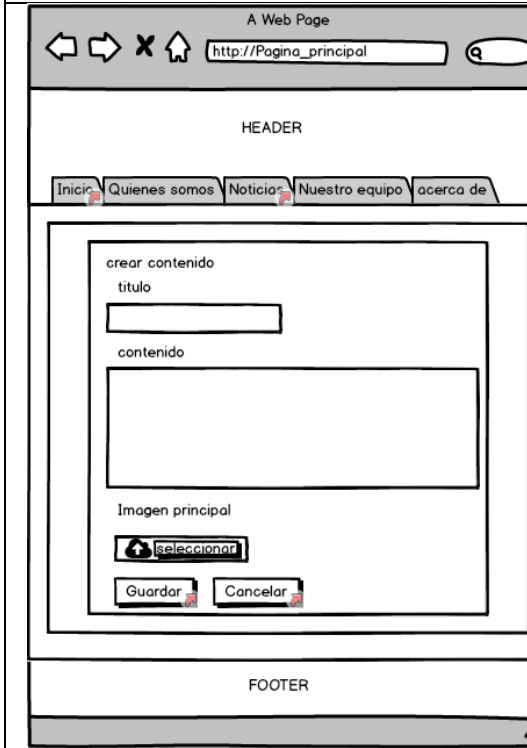 A Web Page
http://Pagina_principal
HEADER
Inicio Quienes somos Noticias Nuestro equipo acerca de
crear contenido
titulo
contenido
Imagen principal
seleccionar
Guardar Cancelar
FOOTER